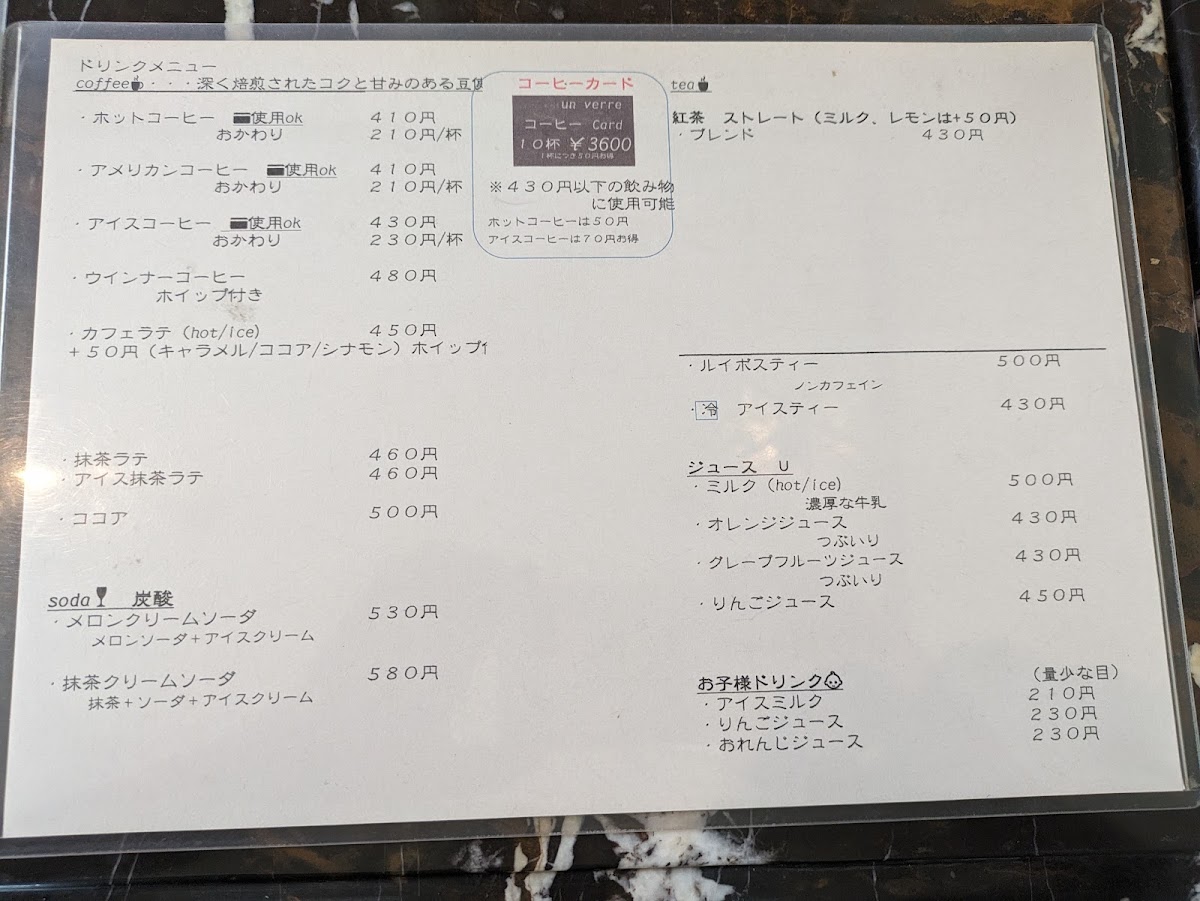 ドリンクメニュー
coffee・・・深く焙煎されたコクと甘みのある豆
・ホットコーヒー 使用ok ４１０円
おかわり ２１０円/杯
・アメリカンコーヒー 使用ok ４１０円
おかわり ２１０円/杯
・アイスコーヒー 使用ok ４３０円
おかわり ２３０円/杯
・ウインナーコーヒー ４８０円
ホイップ付き
・カフェラテ（hot/ice） ４５０円
＋５０円（キャラメル/ココア/シナモン）ホイップ
・抹茶ラテ ４６０円
・アイス抹茶ラテ ４６０円
・ココア ５００円
soda 炭酸
・メロンクリームソーダ ５３０円
メロンソーダ＋アイスクリーム
・抹茶クリームソーダ ５８０円
抹茶＋ソーダ＋アイスクリーム
コーヒーカード
un verre
コーヒー Card
１０杯 ￥3600
１杯につき５０円お得
※４３０円以下の飲み物
に使用可能
ホットコーヒーは５０円
アイスコーヒーは７０円お得
tea
紅茶 ストレート（ミルク、レモンは+５０円）
・ブレンド ４３０円
・ルイボスティー ５００円
ノンカフェイン
・冷 アイスティー ４３０円
ジュース U
・ミルク（hot/ice） ５００円
濃厚な牛乳
・オレンジジュース ４３０円
つぶいり
・グレープフルーツジュース ４３０円
つぶいり
・りんごジュース ４５０円
お子様ドリンク （量少な目）
・アイスミルク ２１０円
・りんごジュース ２３０円
・おれんじジュース ２３０円